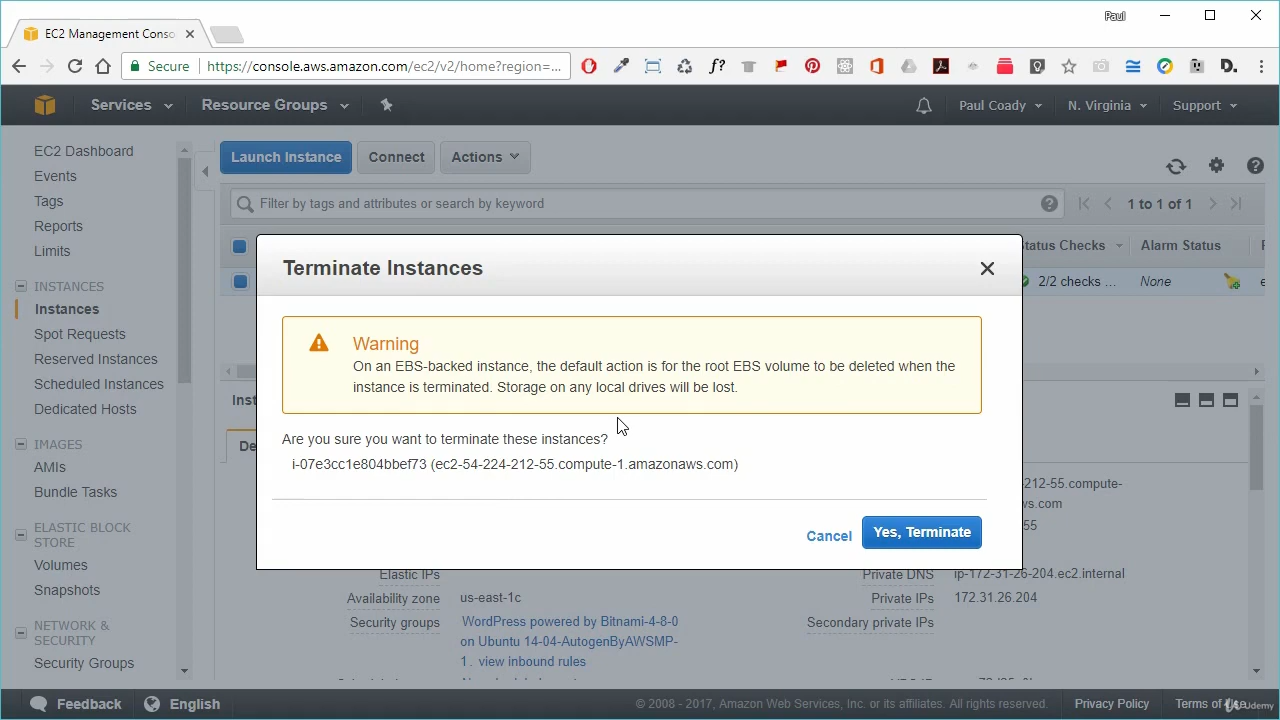 Paul
EC2 Management Conso
Secure https://console.aws.amazon.com/ec2/v2/home?region=...
Services Resource Groups Paul Coady N. Virginia Support
EC2 Dashboard
Events
Tags
Reports
Limits
INSTANCES
Instances
Spot Requests
Reserved Instances
Scheduled Instances
Dedicated Hosts
IMAGES
AMIs
Bundle Tasks
ELASTIC BLOCK
STORE
Volumes
Snapshots
NETWORK &
SECURITY
Security Groups
Launch Instance Connect Actions
Filter by tags and attributes or search by keyword 1 to 1 of 1
tatus Checks Alarm Status
2/2 checks ... None e
Inst
De
Terminate Instances
Warning
On an EBS-backed instance, the default action is for the root EBS volume to be deleted when the
instance is terminated. Storage on any local drives will be lost.
Are you sure you want to terminate these instances?
i-07e3cc1e804bbef73 (ec2-54-224-212-55.compute-1.amazonaws.com)
Cancel Yes, Terminate
212-55.compute-
ws.com
55
Elastic IPs
Availability zone us-east-1c
Security groups WordPress powered by Bitnami-4-8-0
on Ubuntu 14-04-AutogenByAWSMP-
1. view inbound rules
Private DNS ip-172-31-26-204.ec2.internal
Private IPs 172.31.26.204
Secondary private IPs
Feedback English © 2008 - 2017, Amazon Web Services, Inc. or its affiliates. All rights reserved. Privacy Policy Terms of Use
Udemy